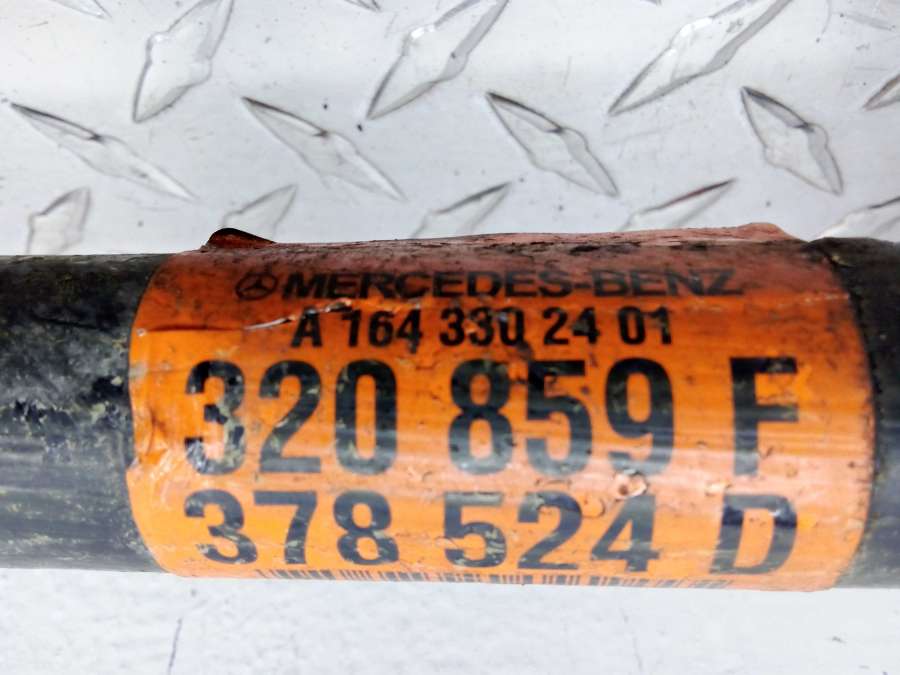 MERCEDES-BENZ
A 164 330 24 01
320 859 F
378 524 D